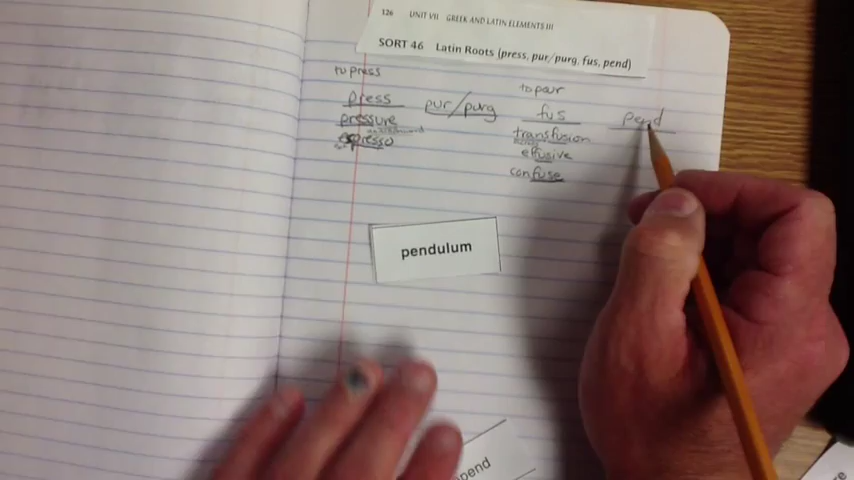 126 UNIT VII GREEK AND LATIN ELEMENTS III
SORT 46 Latin Roots (press, pur/purg, fus, pend)
to press
press
pressure
espresso
pur/purg
to pour
fus
transfusion
effusive
confuse
pend
pendulum
pend